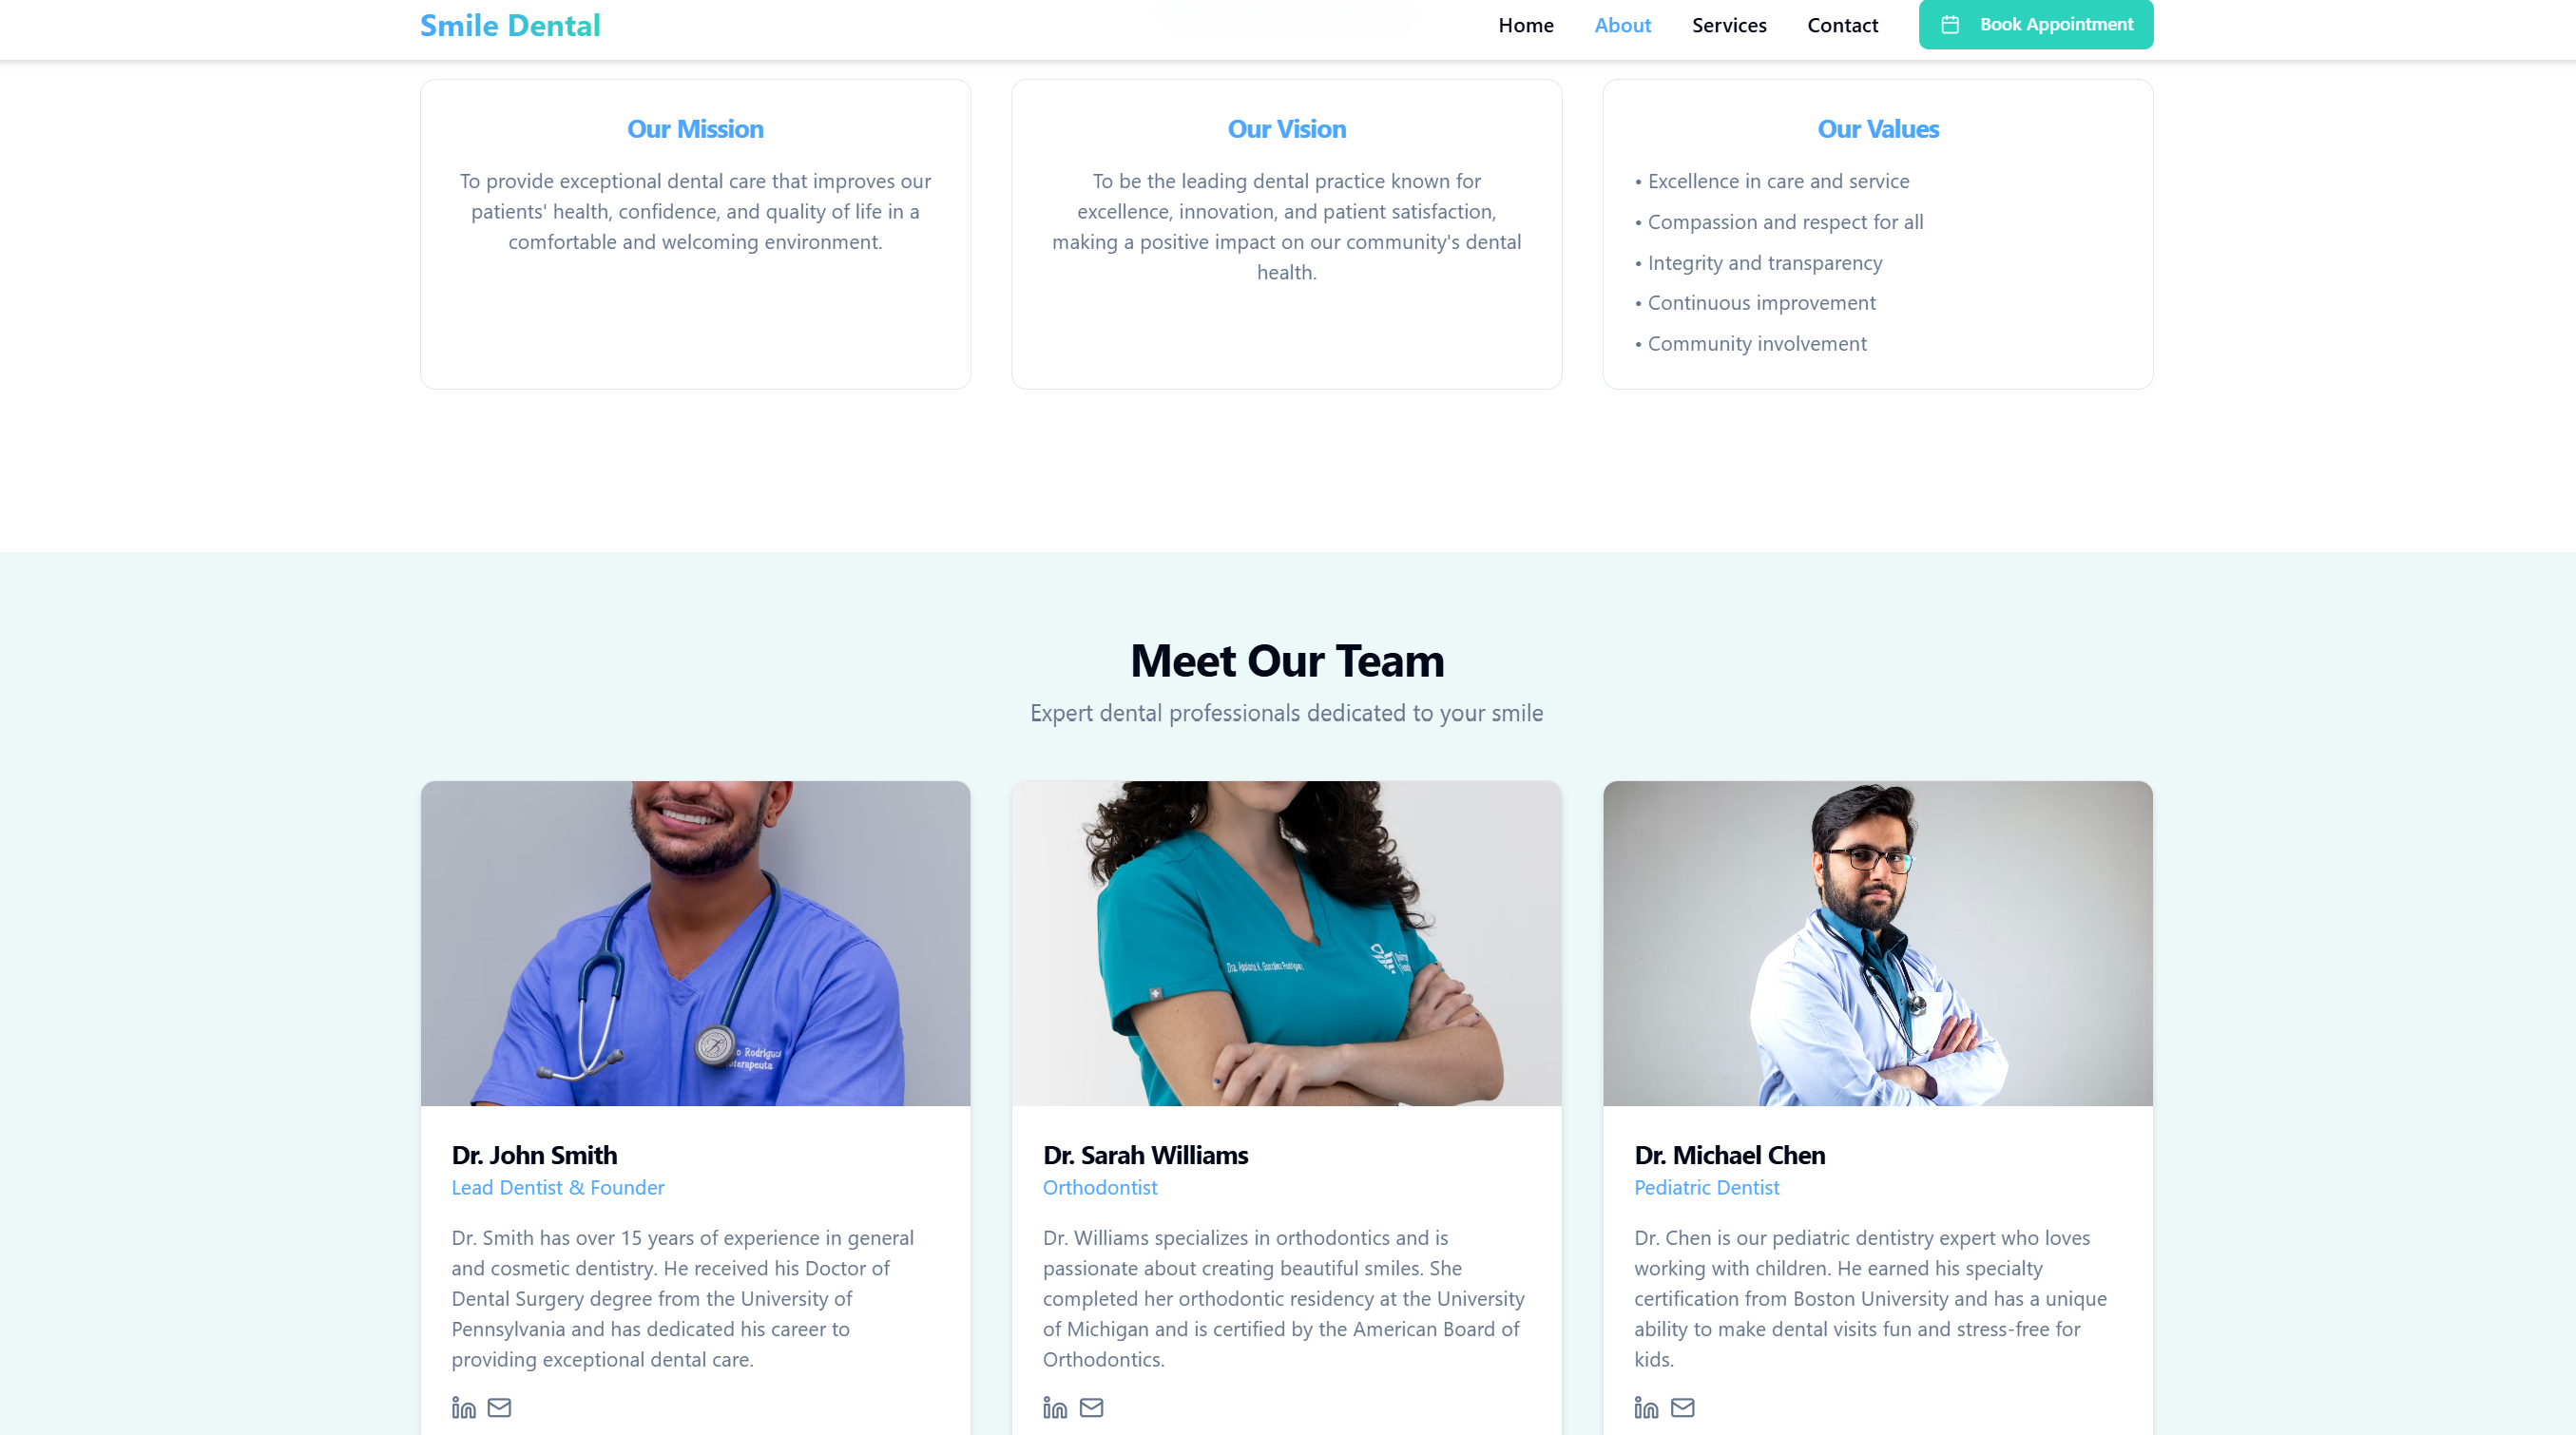 Smile Dental
Home About Services Contact Book Appointment
Our Mission
To provide exceptional dental care that improves our
patients' health, confidence, and quality of life in a
comfortable and welcoming environment.
Our Vision
To be the leading dental practice known for
excellence, innovation, and patient satisfaction,
making a positive impact on our community's dental
health.
Our Values
• Excellence in care and service
• Compassion and respect for all
• Integrity and transparency
• Continuous improvement
• Community involvement
Meet Our Team
Expert dental professionals dedicated to your smile
Dr. John Smith
Lead Dentist & Founder
Dr. Smith has over 15 years of experience in general
and cosmetic dentistry. He received his Doctor of
Dental Surgery degree from the University of
Pennsylvania and has dedicated his career to
providing exceptional dental care.
Dr. Sarah Williams
Orthodontist
Dr. Williams specializes in orthodontics and is
passionate about creating beautiful smiles. She
completed her orthodontic residency at the University
of Michigan and is certified by the American Board of
Orthodontics.
Dr. Michael Chen
Pediatric Dentist
Dr. Chen is our pediatric dentistry expert who loves
working with children. He earned his specialty
certification from Boston University and has a unique
ability to make dental visits fun and stress-free for
kids.